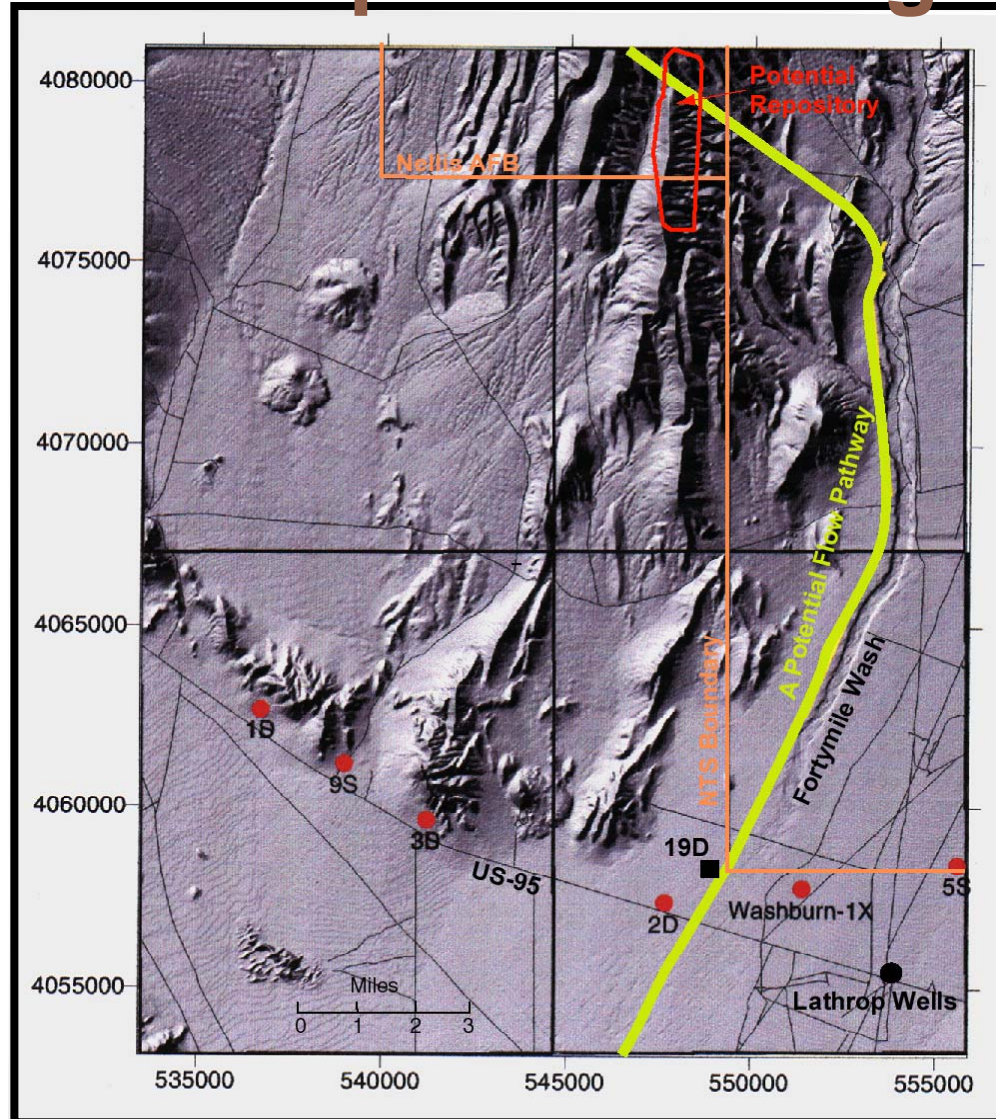 4080000
4075000
4070000
4065000
4060000
4055000
Potential
Repository
Nellis AFB
A Potential Flow Pathway
Fortymile Wash
NTS Boundary
1D
9S
3D
US-95
19D
2D
Washburn-1X
5S
Lathrop Wells
Miles
0 1 2 3
535000 540000 545000 550000 555000